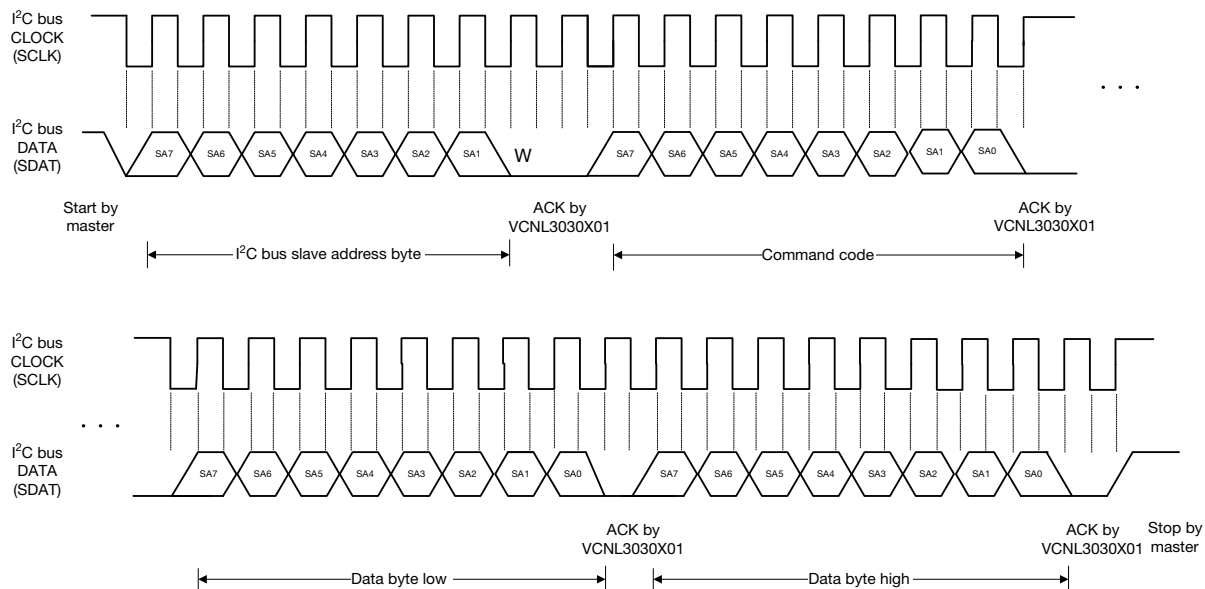 I²C bus
CLOCK
(SCLK)
. . .
I²C bus
DATA
(SDAT)
SA7 SA6 SA5 SA4 SA3 SA2 SA1 W SA7 SA6 SA5 SA4 SA3 SA2 SA1 SA0
Start by
master
ACK by
VCNL3030X01
ACK by
VCNL3030X01
I²C bus slave address byte
Command code
I²C bus
CLOCK
(SCLK)
. . .
I²C bus
DATA
(SDAT)
SA7 SA6 SA5 SA4 SA3 SA2 SA1 SA0 SA7 SA6 SA5 SA4 SA3 SA2 SA1 SA0
ACK by
VCNL3030X01
ACK by
VCNL3030X01
Stop by
master
Data byte low
Data byte high